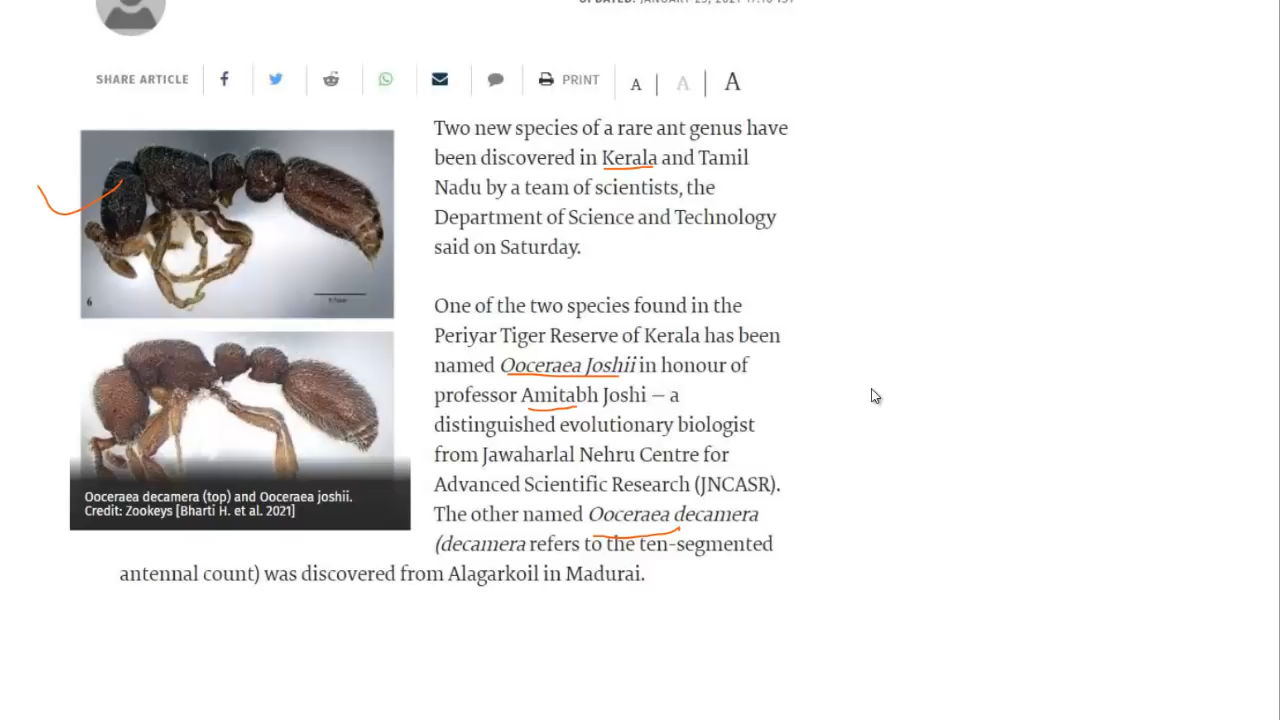 SHARE ARTICLE
PRINT
A
A
A
Two new species of a rare ant genus have
been discovered in Kerala and Tamil
Nadu by a team of scientists, the
Department of Science and Technology
said on Saturday.
One of the two species found in the
Periyar Tiger Reserve of Kerala has been
named Ooceraea Joshii in honour of
professor Amitabh Joshi — a
distinguished evolutionary biologist
from Jawaharlal Nehru Centre for
Advanced Scientific Research (JNCASR).
The other named Ooceraea decamera
(decamera refers to the ten-segmented
antennal count) was discovered from Alagarkoil in Madurai.
6
Ooceraea decamera (top) and Ooceraea joshii.
Credit: Zookeys [Bharti H. et al. 2021]